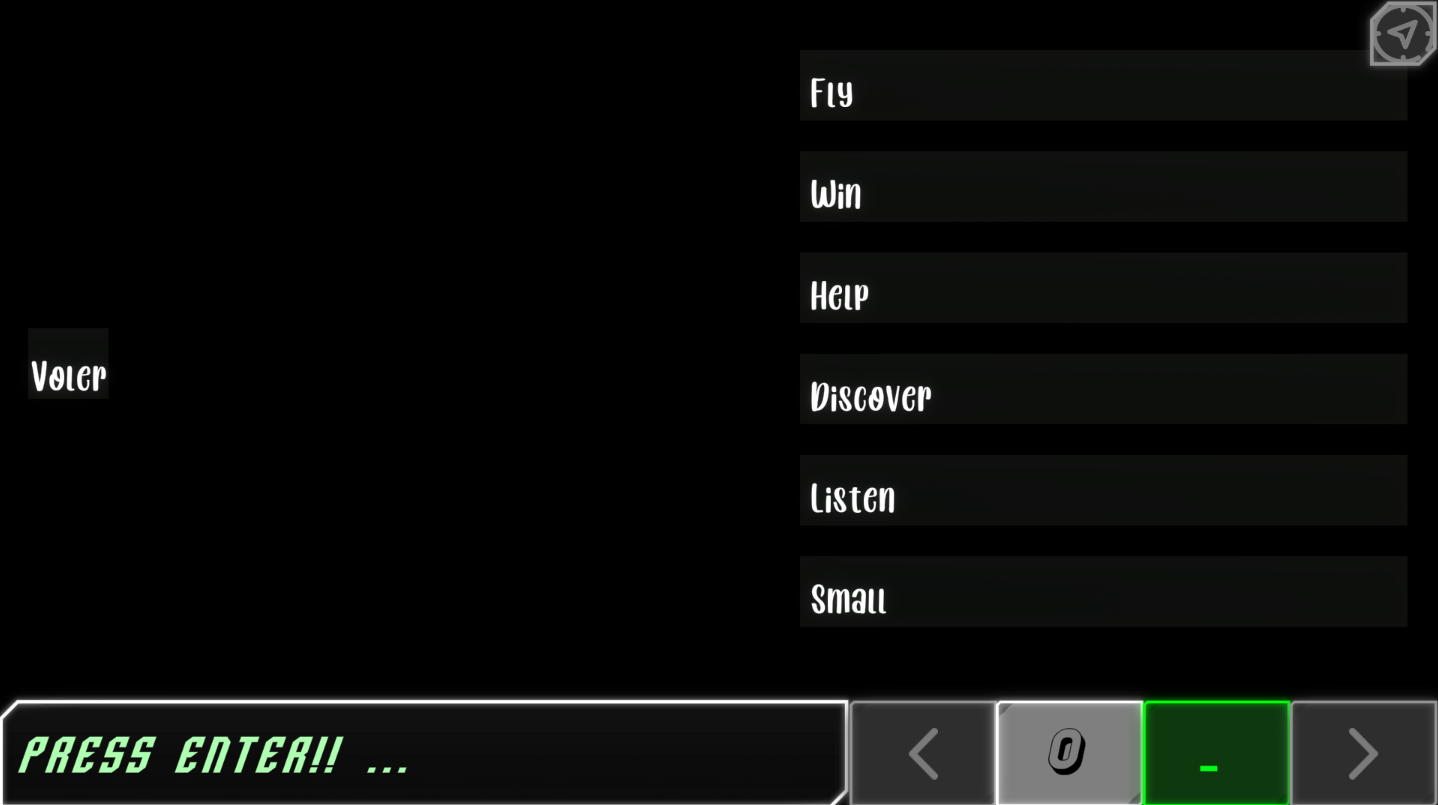 Fly
Win
Help
Voler
Discover
Listen
Small
PRESS ENTER!! ...
0
_